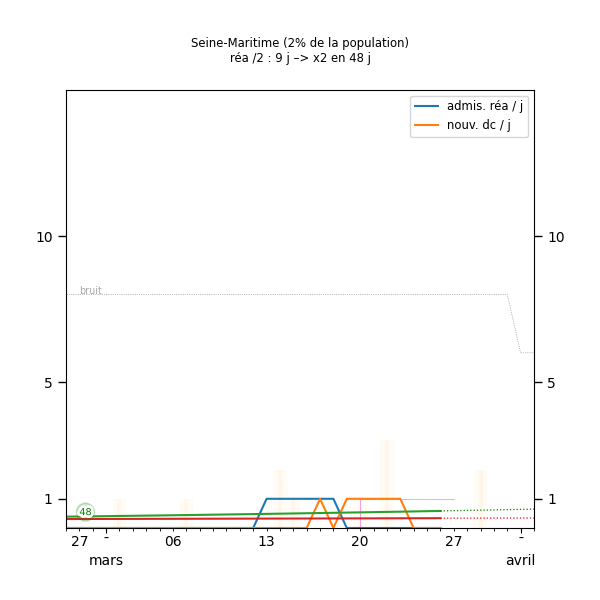 Seine-Maritime (2% de la population)
réa /2 : 9 j –> x2 en 48 j
admis. réa / j
nouv. dc / j
10 10
bruit
5 5
1 1
48
27 - 06 13 20 27 -
mars avril